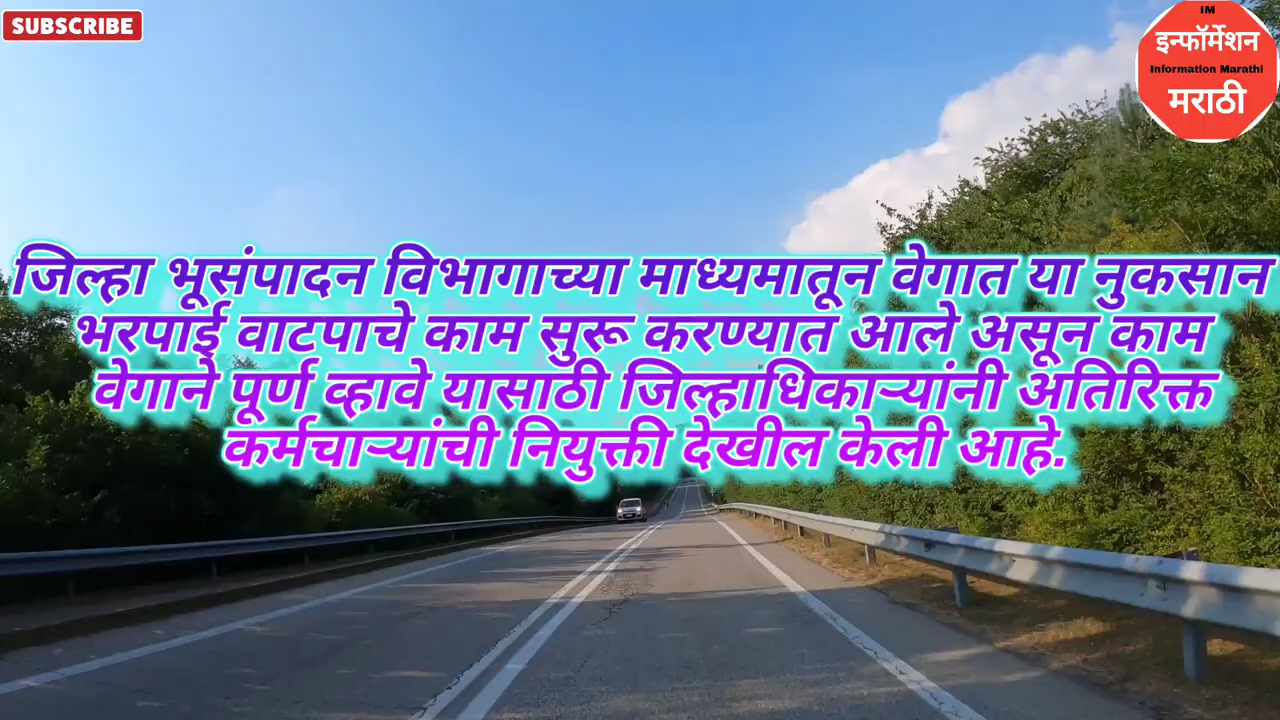 SUBSCRIBE
IM
इन्फॉर्मेशन
Information Marathi
मराठी
जिल्हा भूसंपादन विभागाच्या माध्यमातून वेगात या नुकसान
भरपाई वाटपाचे काम सुरू करण्यात आले असून काम
वेगाने पूर्ण व्हावे यासाठी जिल्हाधिकाऱ्यांनी अतिरिक्त
कर्मचाऱ्यांची नियुक्ती देखील केली आहे.